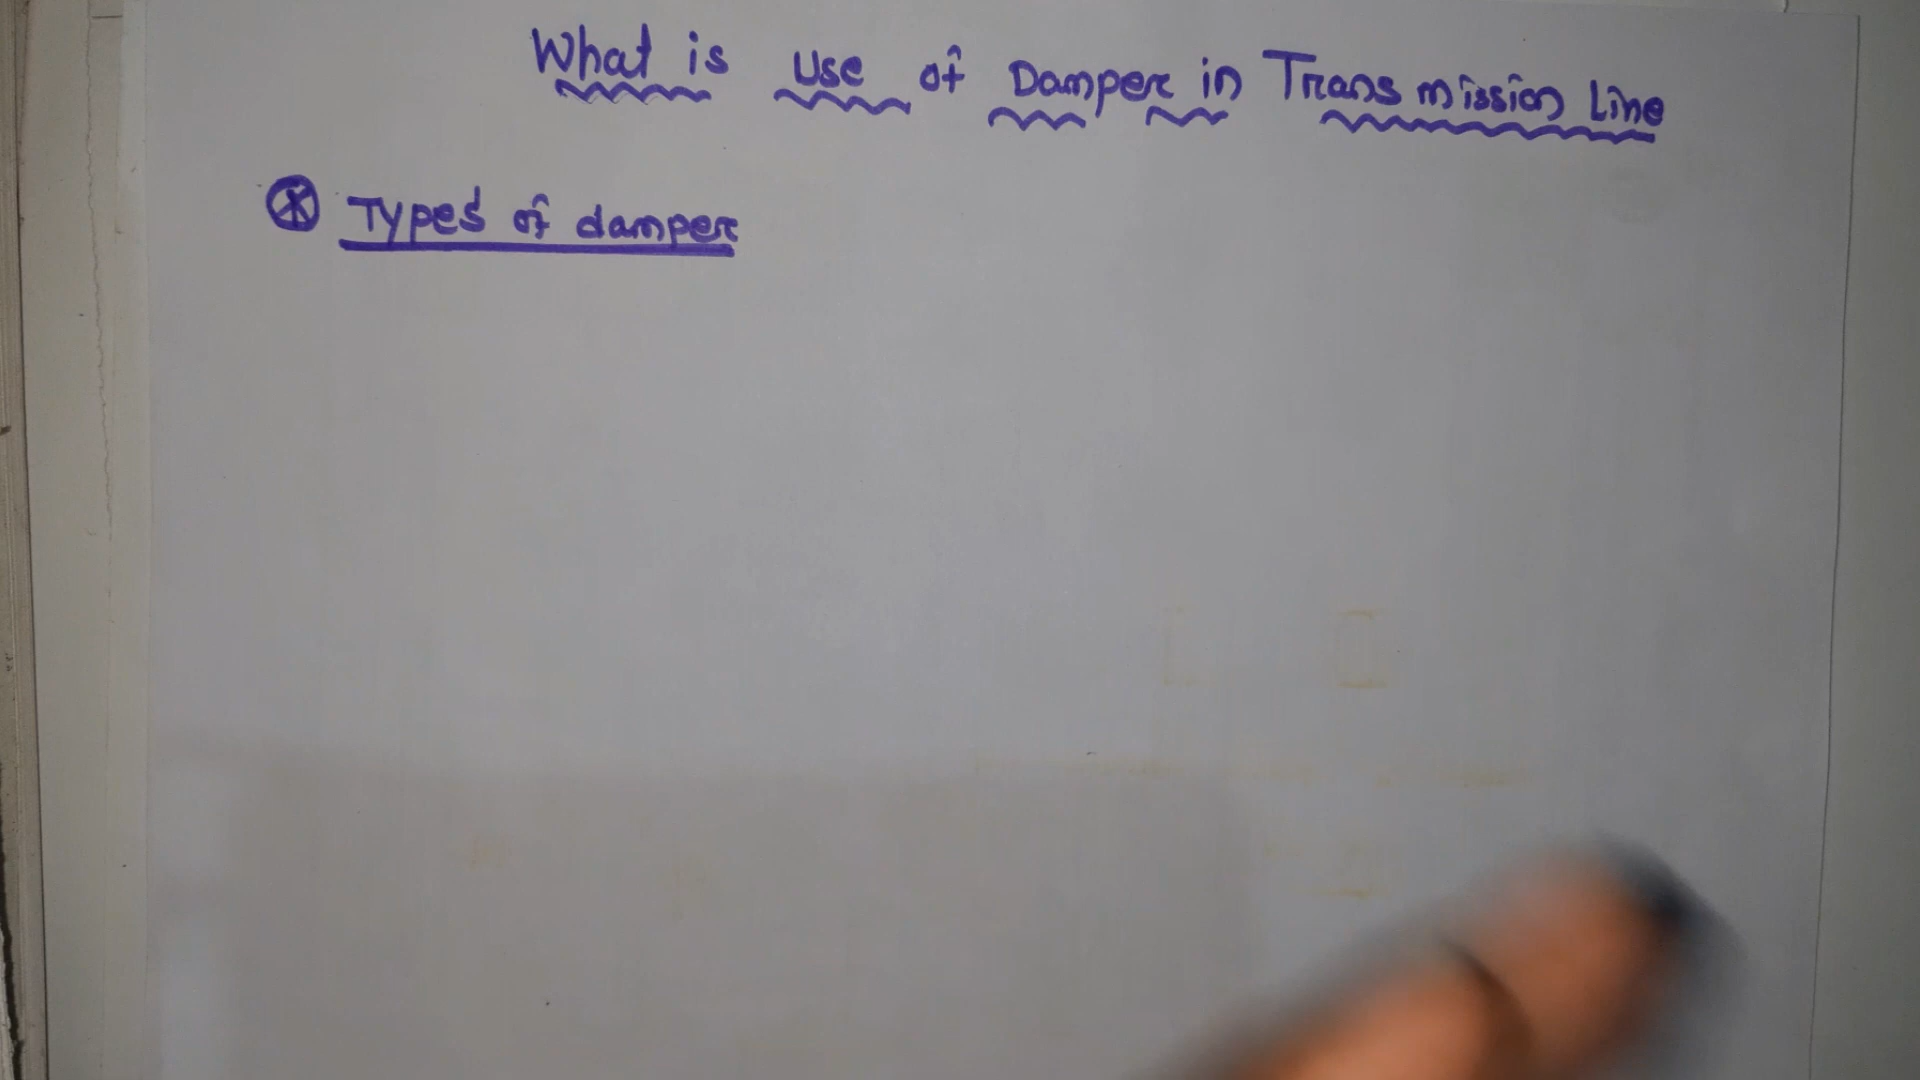 What is Use of Damper in Transmission Line
Types of damper